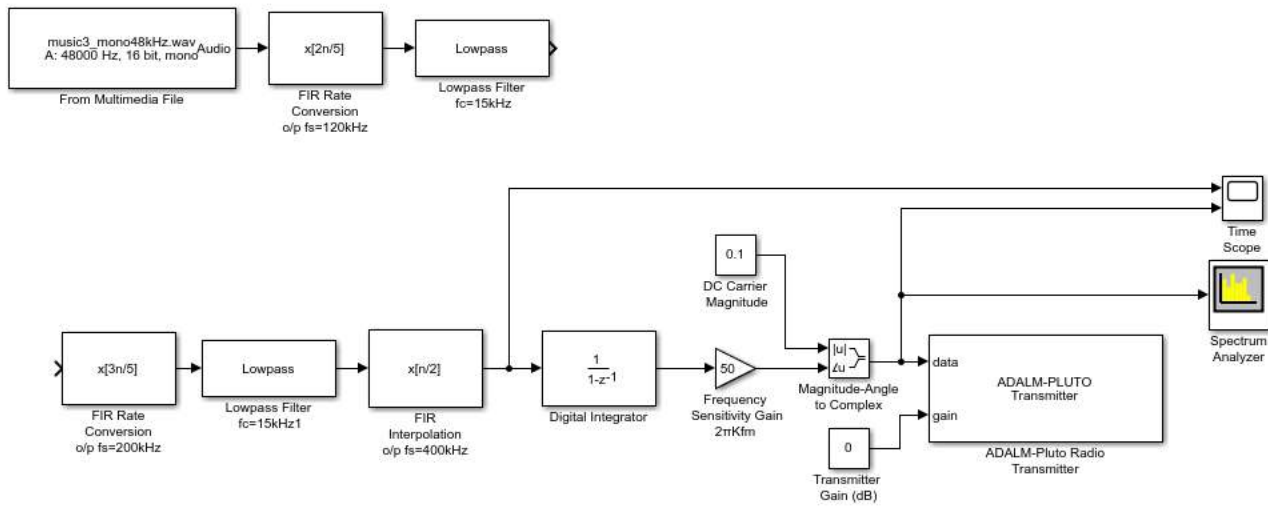 music3_mono48kHz.wav
A: 48000 Hz, 16 bit, mono
Audio
From Multimedia File
x[2n/5]
FIR Rate
Conversion
o/p fs=120kHz
Lowpass
Lowpass Filter
fc=15kHz
Time
Scope
0.1
DC Carrier
Magnitude
Spectrum
Analyzer
x[3n/5]
FIR Rate
Conversion
o/p fs=200kHz
Lowpass
Lowpass Filter
fc=15kHz1
x[n/2]
FIR
Interpolation
o/p fs=400kHz
1
1-z-1
Digital Integrator
50
Frequency
Sensitivity Gain
2πKfm
|u|
∠u
Magnitude-Angle
to Complex
0
Transmitter
Gain (dB)
data
gain
ADALM-PLUTO
Transmitter
ADALM-Pluto Radio
Transmitter